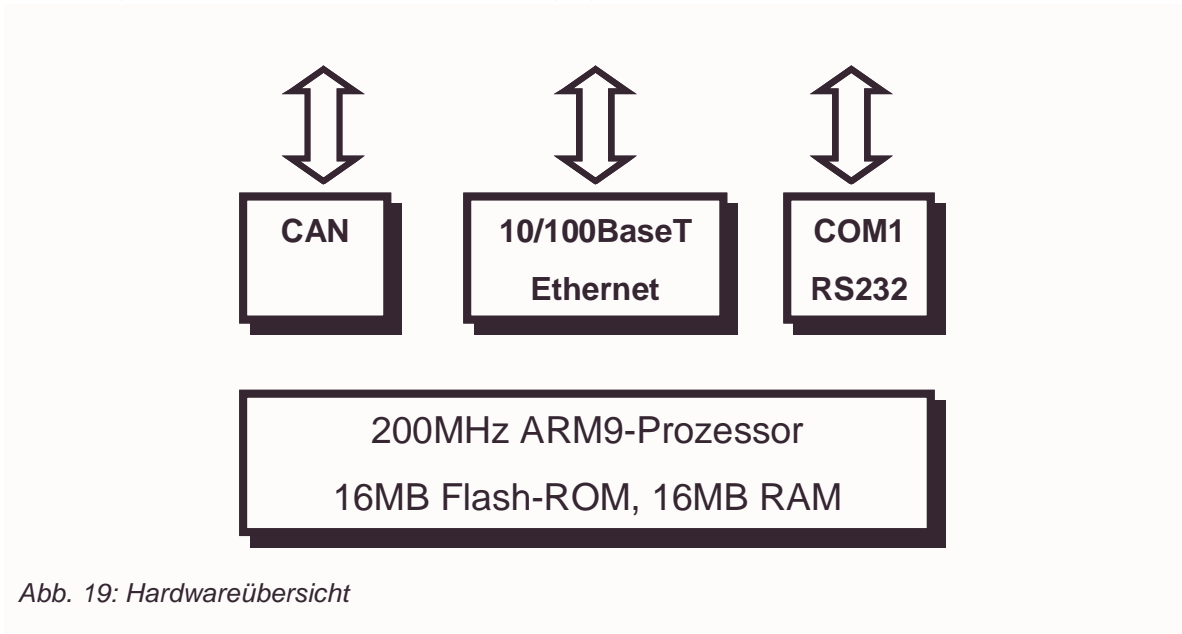 CAN
10/100BaseT
Ethernet
COM1
RS232
200MHz ARM9-Prozessor
16MB Flash-ROM, 16MB RAM
Abb. 19: Hardwareübersicht